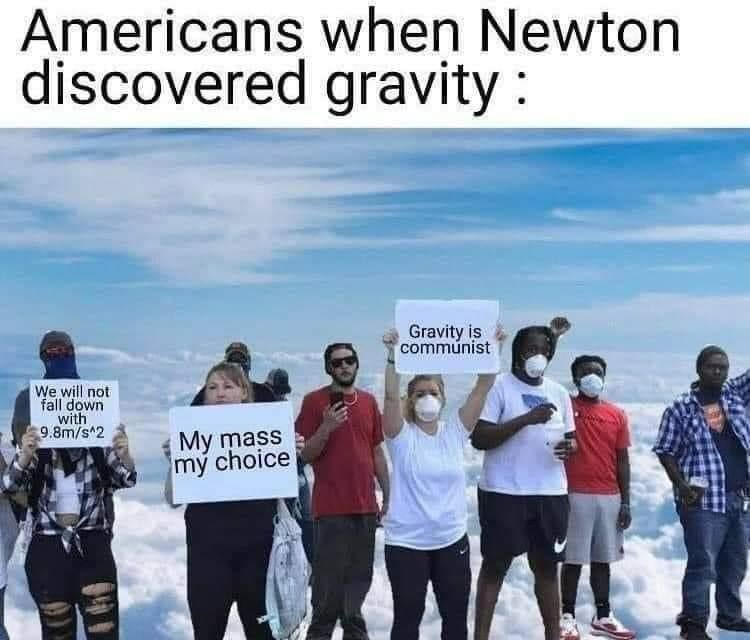 Americans when Newton
discovered gravity :
Gravity is
communist
We will not
fall down
with
9.8m/s^2
My mass
my choice